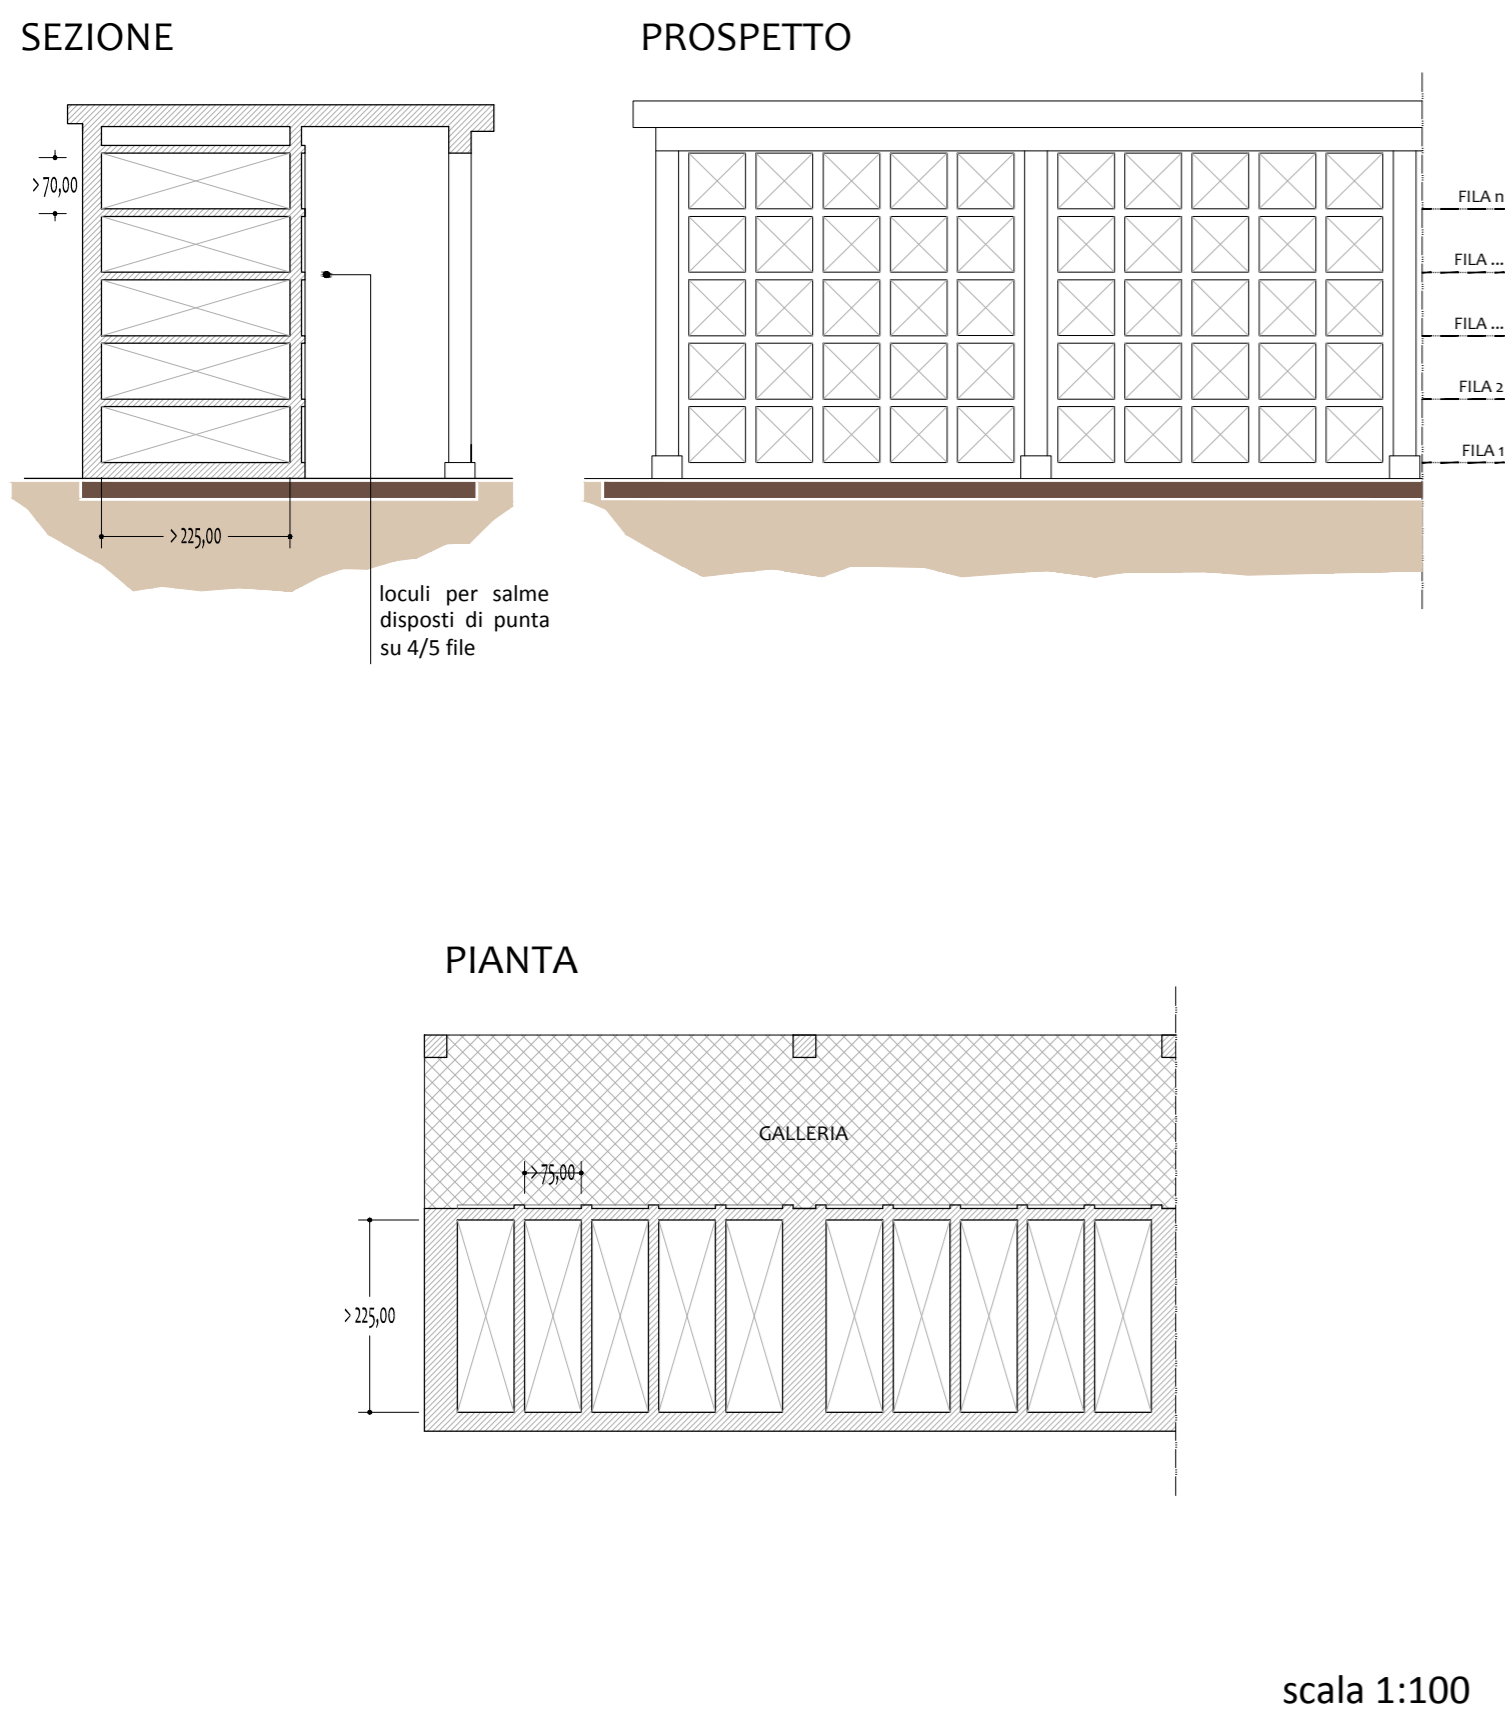 SEZIONE
PROSPETTO
>70,00
FILA n
FILA ...
FILA ...
FILA 2
FILA 1
>225,00
loculi per salme
disposti di punta
su 4/5 file
PIANTA
GALLERIA
>75,00
>225,00
scala 1:100